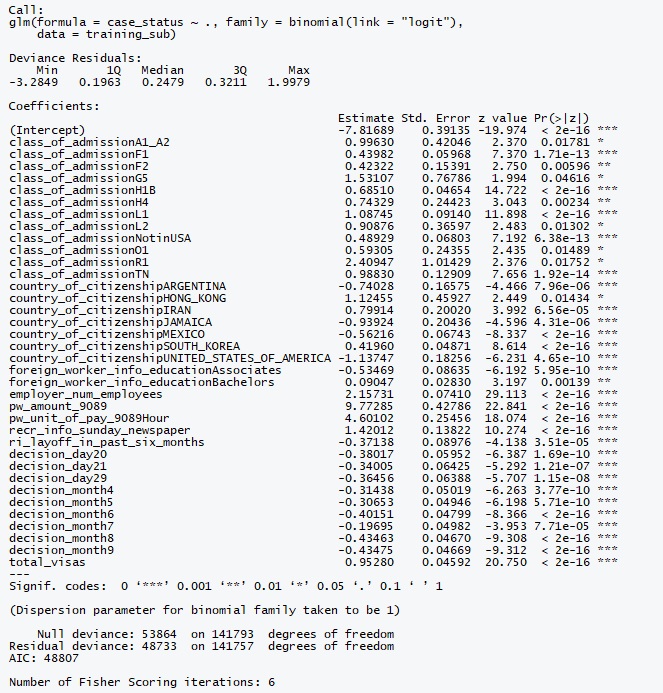 Call:
glm(formula = case_status ~ ., family = binomial(link = "logit"),
    data = training_sub)
Deviance Residuals:
    Min      1Q  Median      3Q     Max
-3.2849  0.1963  0.2479  0.3211  1.9979
Coefficients:
Estimate Std. Error z value Pr(>|z|)
(Intercept) -7.81689 0.39135 -19.974 < 2e-16 ***
class_of_admissionA1_A2 0.99630 0.42046 2.370 0.01781 *
class_of_admissionF1 0.43982 0.05968 7.370 1.71e-13 ***
class_of_admissionF2 0.42322 0.15391 2.750 0.00596 **
class_of_admissionG5 1.53107 0.76786 1.994 0.04616 *
class_of_admissionH1B 0.68510 0.04654 14.722 < 2e-16 ***
class_of_admissionH4 0.74329 0.24423 3.043 0.00234 **
class_of_admissionL1 1.08745 0.09140 11.898 < 2e-16 ***
class_of_admissionL2 0.90876 0.36597 2.483 0.01302 *
class_of_admissionNotinUSA 0.48929 0.06803 7.192 6.38e-13 ***
class_of_admissionO1 0.59305 0.24355 2.435 0.01489 *
class_of_admissionR1 2.40947 1.01429 2.376 0.01752 *
class_of_admissionTN 0.98830 0.12909 7.656 1.92e-14 ***
country_of_citizenshipARGENTINA -0.74028 0.16575 -4.466 7.96e-06 ***
country_of_citizenshipHONG_KONG 1.12455 0.45927 2.449 0.01434 *
country_of_citizenshipIRAN 0.79914 0.20020 3.992 6.56e-05 ***
country_of_citizenshipJAMAICA -0.93924 0.20436 -4.596 4.31e-06 ***
country_of_citizenshipMEXICO -0.56216 0.06743 -8.337 < 2e-16 ***
country_of_citizenshipSOUTH_KOREA 0.41960 0.04871 8.614 < 2e-16 ***
country_of_citizenshipUNITED_STATES_OF_AMERICA -1.13747 0.18256 -6.231 4.65e-10 ***
foreign_worker_info_educationAssociates -0.53469 0.08635 -6.192 5.95e-10 ***
foreign_worker_info_educationBachelors 0.09047 0.02830 3.197 0.00139 **
employer_num_employees 2.15731 0.07410 29.113 < 2e-16 ***
pw_amount_9089 9.77285 0.42786 22.841 < 2e-16 ***
pw_unit_of_pay_9089Hour 4.60102 0.25456 18.074 < 2e-16 ***
recr_info_sunday_newspaper 1.42012 0.13822 10.274 < 2e-16 ***
ri_layoff_in_past_six_months -0.37138 0.08976 -4.138 3.51e-05 ***
decision_day20 -0.38017 0.05952 -6.387 1.69e-10 ***
decision_day21 -0.34005 0.06425 -5.292 1.21e-07 ***
decision_day29 -0.36456 0.06388 -5.707 1.15e-08 ***
decision_month4 -0.31438 0.05019 -6.263 3.77e-10 ***
decision_month5 -0.30653 0.04946 -6.198 5.71e-10 ***
decision_month6 -0.40151 0.04799 -8.366 < 2e-16 ***
decision_month7 -0.19695 0.04982 -3.953 7.71e-05 ***
decision_month8 -0.43463 0.04670 -9.308 < 2e-16 ***
decision_month9 -0.43475 0.04669 -9.312 < 2e-16 ***
total_visas 0.95280 0.04592 20.750 < 2e-16 ***
---
Signif. codes:  0 ‘***’ 0.001 ‘**’ 0.01 ‘*’ 0.05 ‘.’ 0.1 ‘ ’ 1
(Dispersion parameter for binomial family taken to be 1)
    Null deviance: 53864  on 141793  degrees of freedom
Residual deviance: 48733  on 141757  degrees of freedom
AIC: 48807
Number of Fisher Scoring iterations: 6